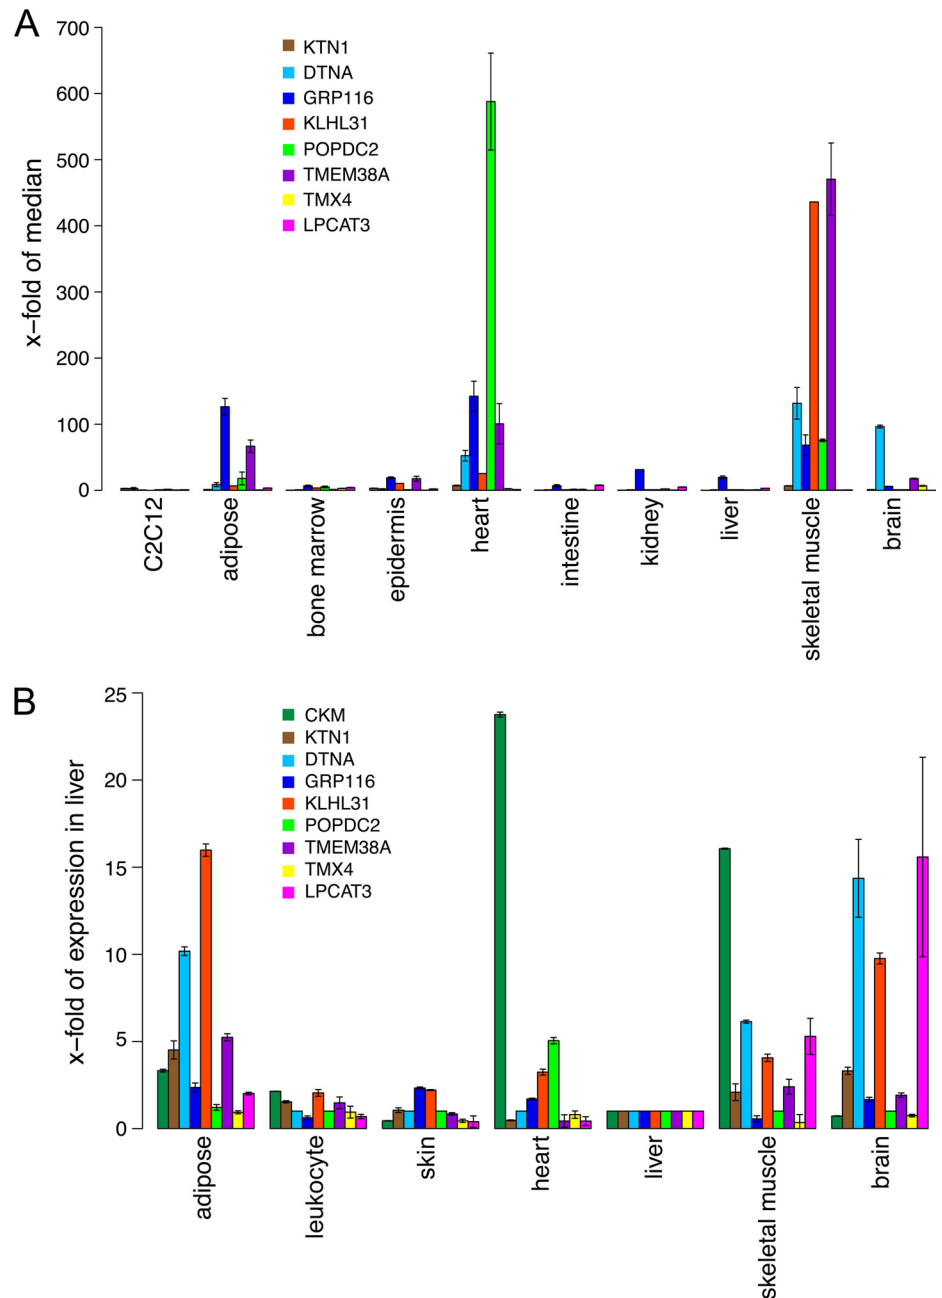 A
x-fold of median
700
600
500
400
300
200
100
0
KTN1
DTNA
GRP116
KLHL31
POPDC2
TMEM38A
TMX4
LPCAT3
C2C12
adipose
bone marrow
epidermis
heart
intestine
kidney
liver
skeletal muscle
brain
B
x-fold of expression in liver
25
20
15
10
5
0
CKM
KTN1
DTNA
GRP116
KLHL31
POPDC2
TMEM38A
TMX4
LPCAT3
adipose
leukocyte
skin
heart
liver
skeletal muscle
brain